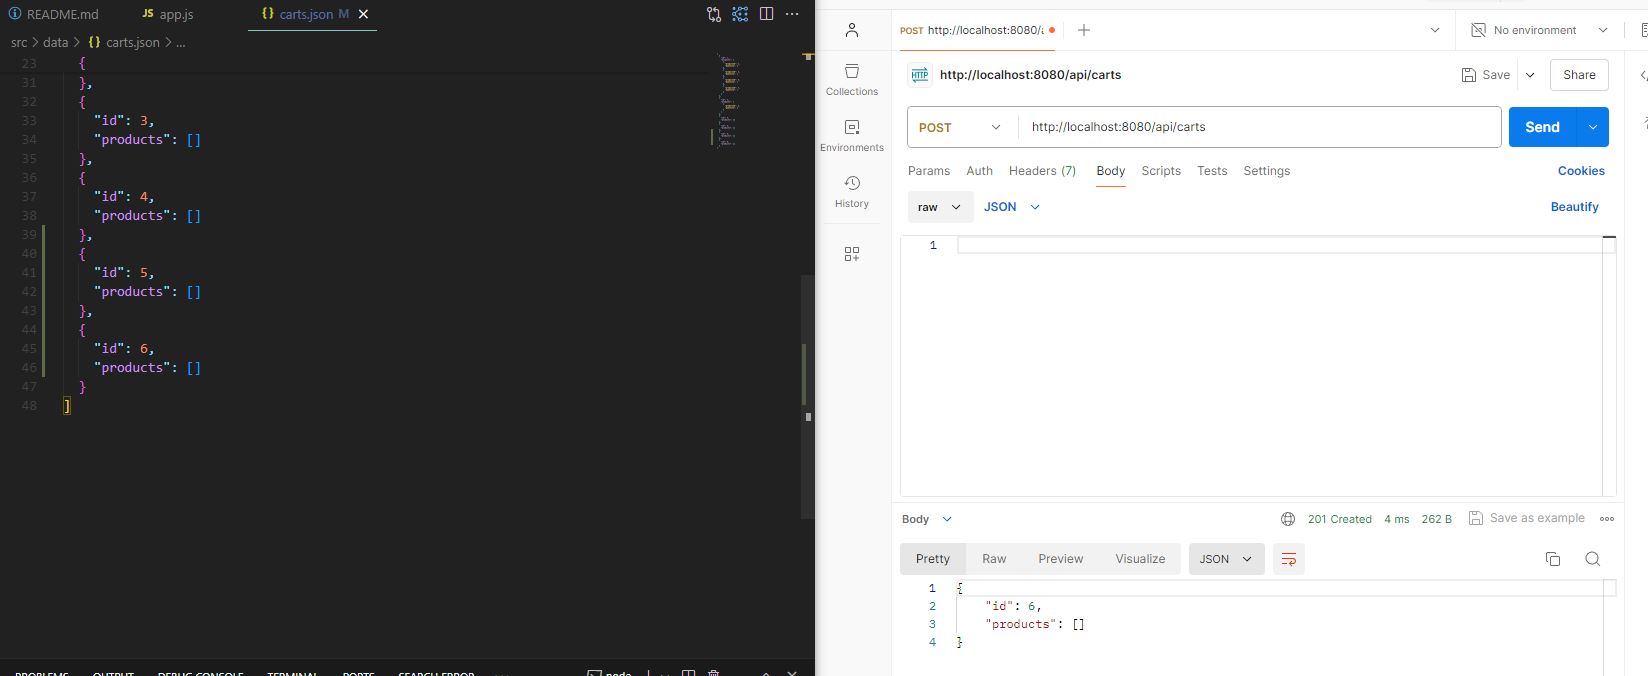 README.md
JS app.js
{} carts.json M
src > data > {} carts.json > ...
23 {
31 },
32 {
33 "id": 3,
34 "products": []
35 },
36 {
37 "id": 4,
38 "products": []
39 },
40 {
41 "id": 5,
42 "products": []
43 },
44 {
45 "id": 6,
46 "products": []
47 }
48 ]
PROBLEMS OUTPUT DEBUG CONSOLE TERMINAL PORTS SEARCH ERROR ... node
Collections
Environments
History
POST http://localhost:8080/
No environment
HTTP http://localhost:8080/api/carts
Save
Share
POST http://localhost:8080/api/carts
Send
Params Auth Headers (7) Body Scripts Tests Settings Cookies
raw JSON Beautify
1
Body 201 Created 4 ms 262 B Save as example
Pretty Raw Preview Visualize JSON
1 {
2 "id": 6,
3 "products": []
4 }